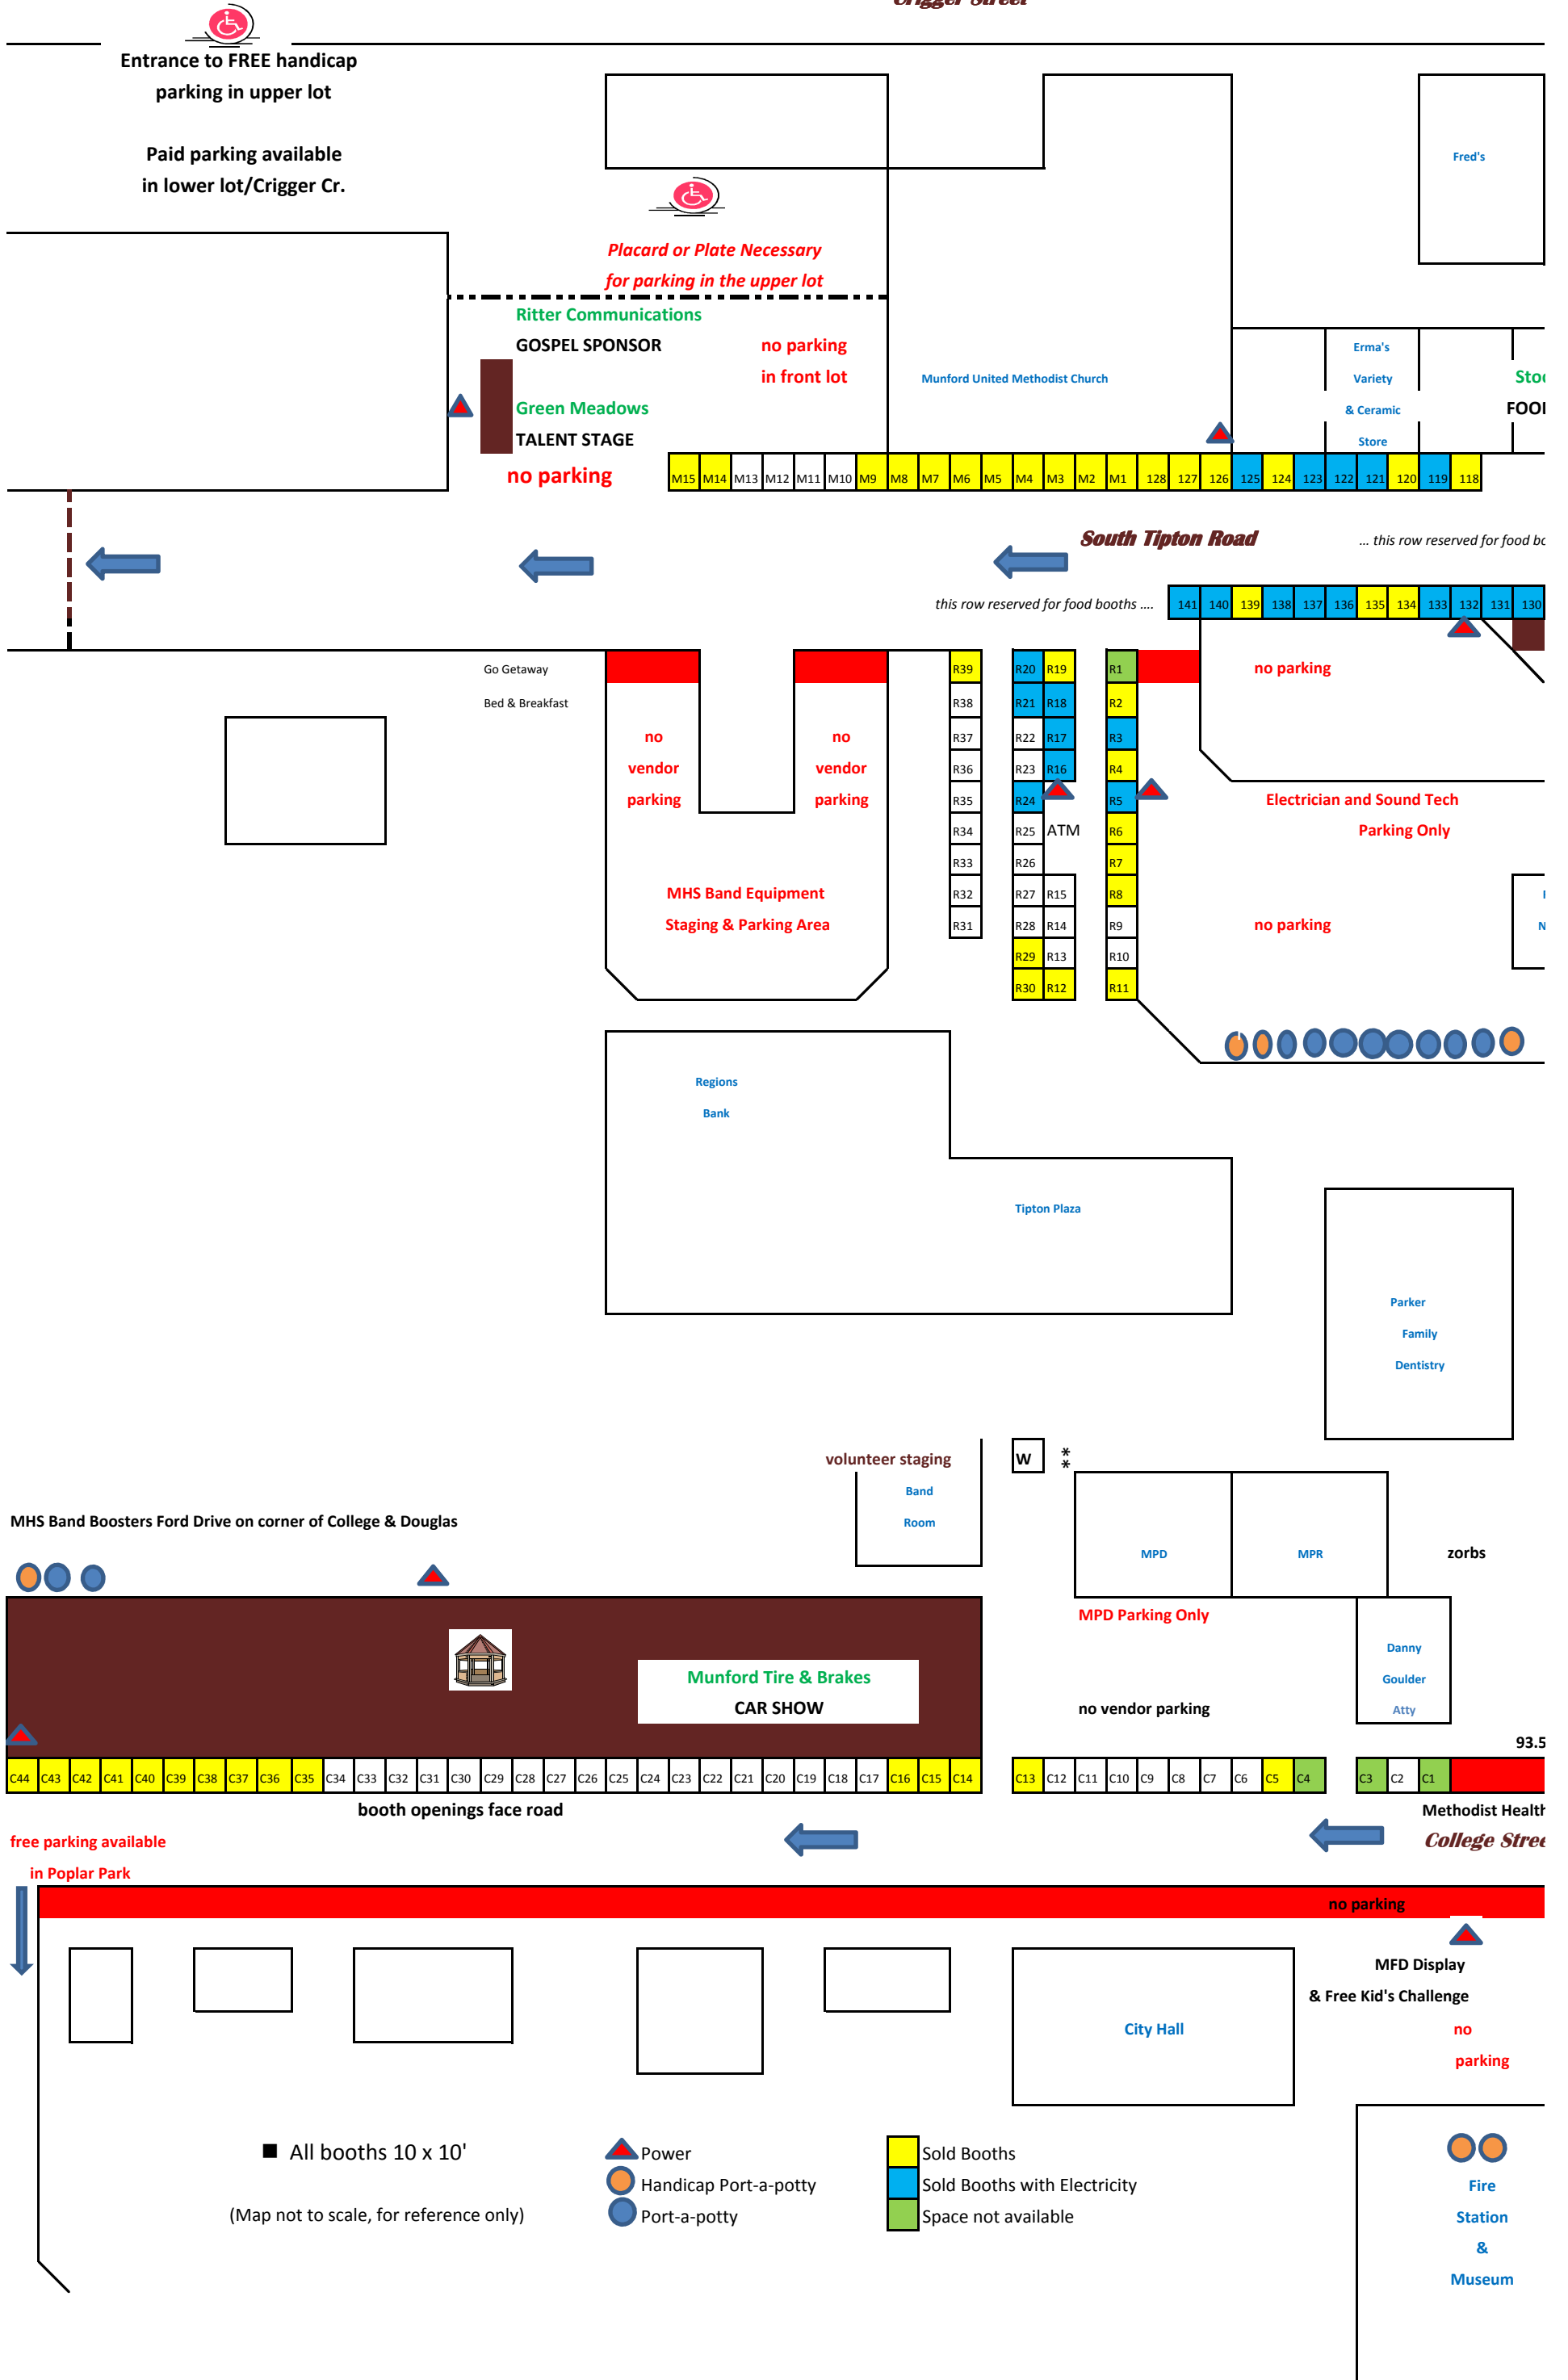 Crigger Street
Entrance to FREE handicap
parking in upper lot
Paid parking available
in lower lot/Crigger Cr.
Fred's
Placard or Plate Necessary
for parking in the upper lot
Ritter Communications
GOSPEL SPONSOR
no parking
in front lot
Green Meadows
TALENT STAGE
no parking
Munford United Methodist Church
Erma's
Variety
& Ceramic
Store
Stoc
FOOD
M15 M14 M13 M12 M11 M10 M9 M8 M7 M6 M5 M4 M3 M2 M1 128 127 126 125 124 123 122 121 120 119 118
South Tipton Road
... this row reserved for food bo
this row reserved for food booths ....
141 140 139 138 137 136 135 134 133 132 131 130
Go Getaway
Bed & Breakfast
no
vendor
parking
no
vendor
parking
MHS Band Equipment
Staging & Parking Area
R39 R20 R19 R1
R38 R21 R18 R2
R37 R22 R17 R3
R36 R23 R16 R4
R35 R24 R5
R34 R25 ATM R6
R33 R26 R7
R32 R27 R15 R8
R31 R28 R14 R9
R29 R13 R10
R30 R12 R11
no parking
Electrician and Sound Tech
Parking Only
no parking
N
Regions
Bank
Tipton Plaza
Parker
Family
Dentistry
volunteer staging
W
**
Band
Room
MHS Band Boosters Ford Drive on corner of College & Douglas
MPD
MPR
zorbs
MPD Parking Only
Danny
Goulder
Atty
Munford Tire & Brakes
CAR SHOW
no vendor parking
93.5
C44 C43 C42 C41 C40 C39 C38 C37 C36 C35 C34 C33 C32 C31 C30 C29 C28 C27 C26 C25 C24 C23 C22 C21 C20 C19 C18 C17 C16 C15 C14 C13 C12 C11 C10 C9 C8 C7 C6 C5 C4 C3 C2 C1
booth openings face road
Methodist Health
College Stree
free parking available
in Poplar Park
no parking
MFD Display
& Free Kid's Challenge
City Hall
no
parking
■ All booths 10 x 10'
(Map not to scale, for reference only)
Power
Handicap Port-a-potty
Port-a-potty
Sold Booths
Sold Booths with Electricity
Space not available
Fire
Station
&
Museum